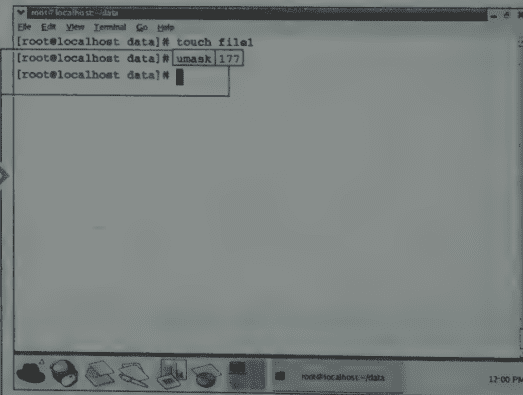 root@localhost:~/data
File Edit View Terminal Go Help
[root@localhost data]# touch file1
[root@localhost data]# umask 177
[root@localhost data]#
root@localhost:~/data
12:00 PM